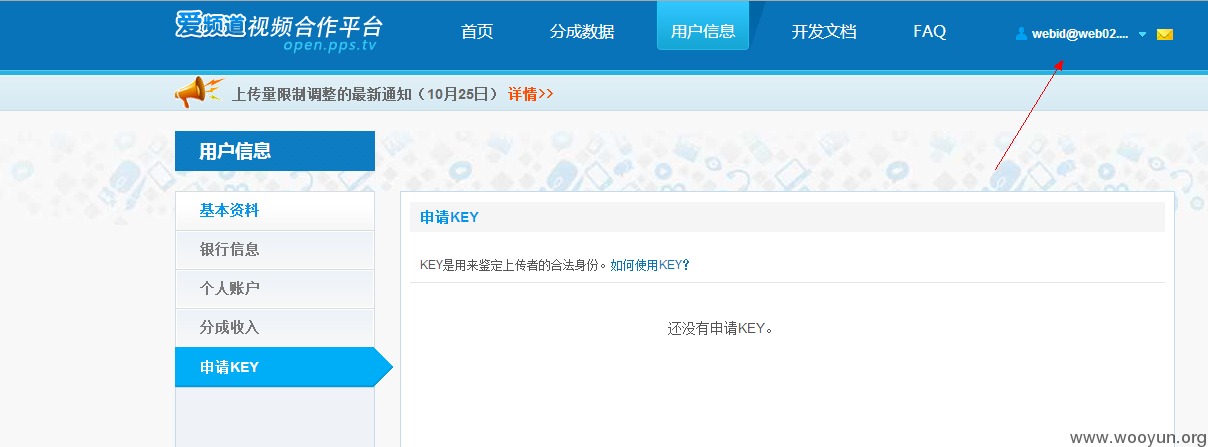 爱频道视频合作平台
open.pps.tv
首页 分成数据 用户信息 开发文档 FAQ webid@web02....
上传量限制调整的最新通知（10月25日） 详情>>
用户信息
基本资料
银行信息
个人账户
分成收入
申请KEY
申请KEY
KEY是用来鉴定上传者的合法身份。如何使用KEY？
还没有申请KEY。
www.wooyun.org